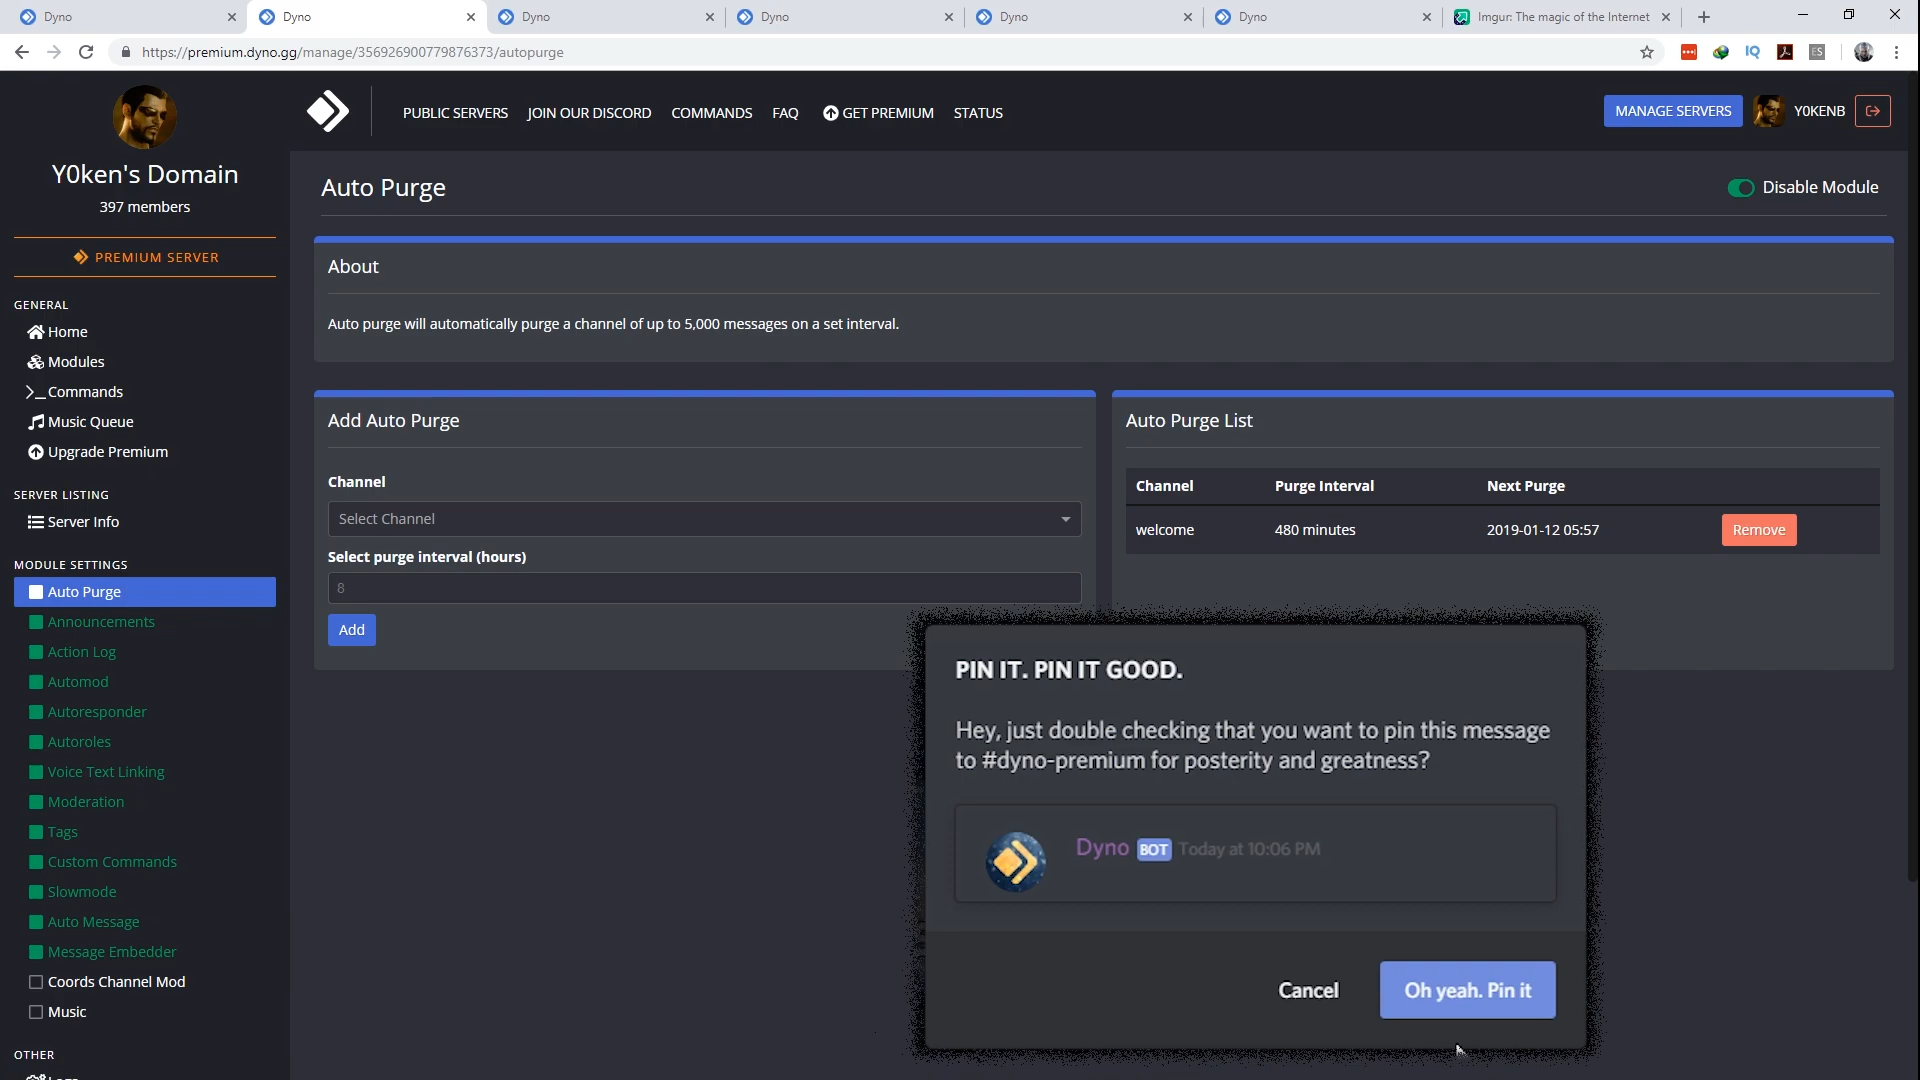 Dyno
Dyno
Dyno
Dyno
Dyno
Dyno
Imgur: The magic of the Internet
https://premium.dyno.gg/manage/356926900779876373/autopurge
IQ
ES
Y0ken's Domain
397 members
PREMIUM SERVER
GENERAL
Home
Modules
Commands
Music Queue
Upgrade Premium
SERVER LISTING
Server Info
MODULE SETTINGS
Auto Purge
Announcements
Action Log
Automod
Autoresponder
Autoroles
Voice Text Linking
Moderation
Tags
Custom Commands
Slowmode
Auto Message
Message Embedder
Coords Channel Mod
Music
OTHER
PUBLIC SERVERS JOIN OUR DISCORD COMMANDS FAQ GET PREMIUM STATUS
MANAGE SERVERS
Y0KENB
Auto Purge
Disable Module
About
Auto purge will automatically purge a channel of up to 5,000 messages on a set interval.
Add Auto Purge
Channel
Select Channel
Select purge interval (hours)
8
Add
Auto Purge List
Channel Purge Interval Next Purge
welcome 480 minutes 2019-01-12 05:57 Remove
PIN IT. PIN IT GOOD.
Hey, just double checking that you want to pin this message
to #dyno-premium for posterity and greatness?
Dyno BOT Today at 10:06 PM
Cancel
Oh yeah. Pin it